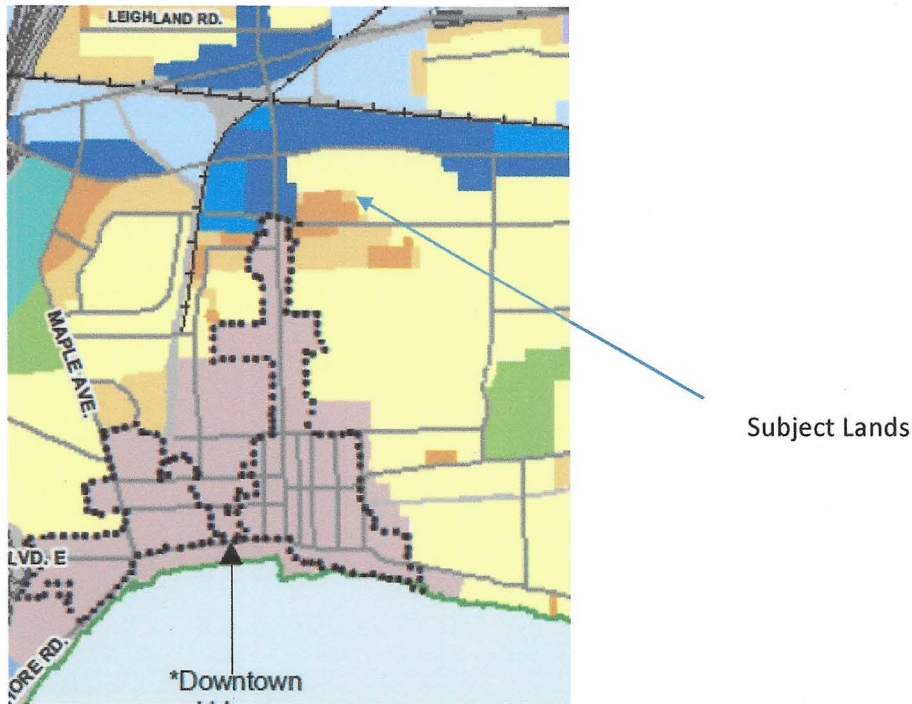 LEIGHLAND RD.
MAPLE AVE.
Subject Lands
LVD. E
ORE RD.
*Downtown